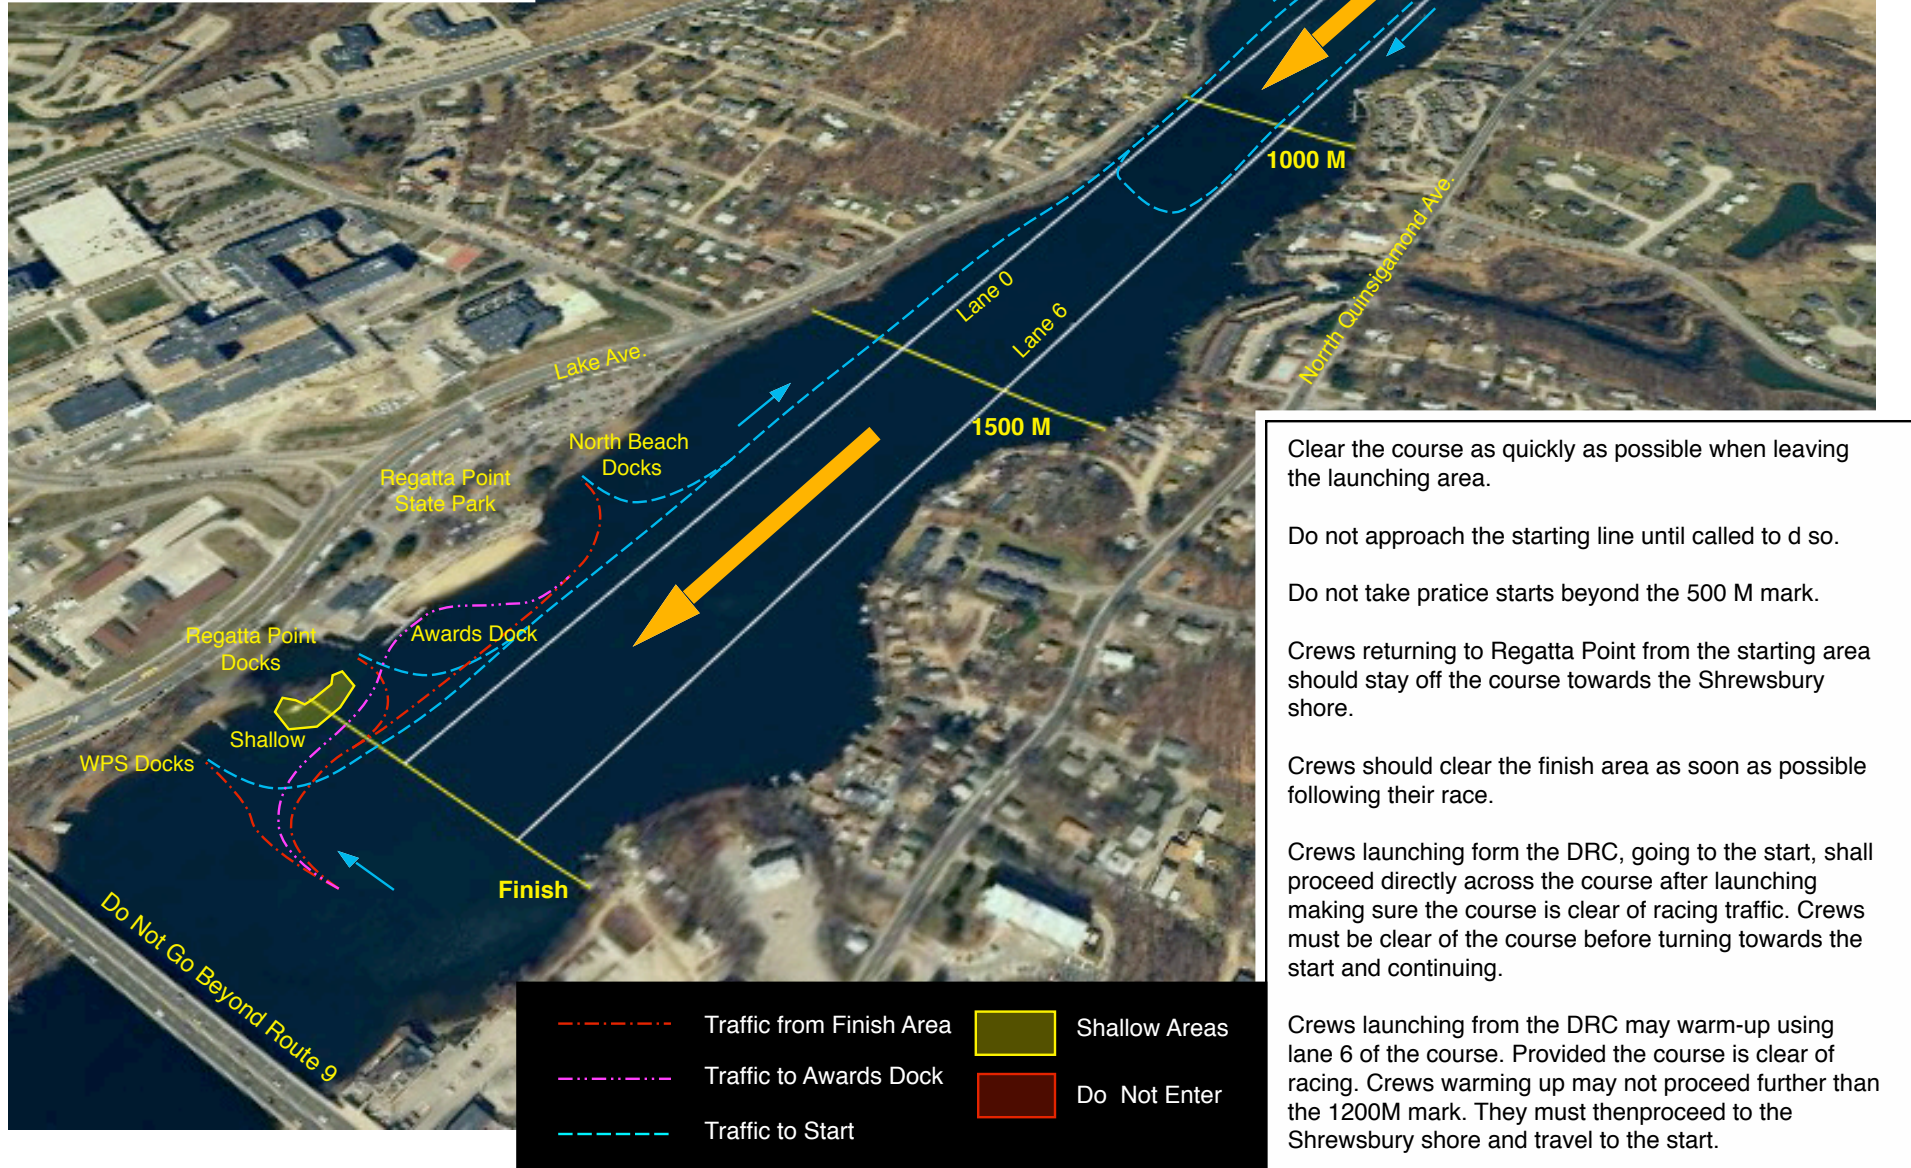 1000 M
Norrth Quinsigamond Ave.
Lane 0
Lane 6
Lake Ave.
1500 M
North Beach
Docks
Regatta Point
State Park
Regatta Point
Docks
Awards Dock
Shallow
WPS Docks
Finish
Do Not Go Beyond Route 9
Traffic from Finish Area
Traffic to Awards Dock
Traffic to Start
Shallow Areas
Do Not Enter
Clear the course as quickly as possible when leaving
the launching area.
Do not approach the starting line until called to d so.
Do not take pratice starts beyond the 500 M mark.
Crews returning to Regatta Point from the starting area
should stay off the course towards the Shrewsbury
shore.
Crews should clear the finish area as soon as possible
following their race.
Crews launching form the DRC, going to the start, shall
proceed directly across the course after launching
making sure the course is clear of racing traffic. Crews
must be clear of the course before turning towards the
start and continuing.
Crews launching from the DRC may warm-up using
lane 6 of the course. Provided the course is clear of
racing. Crews warming up may not proceed further than
the 1200M mark. They must thenproceed to the
Shrewsbury shore and travel to the start.